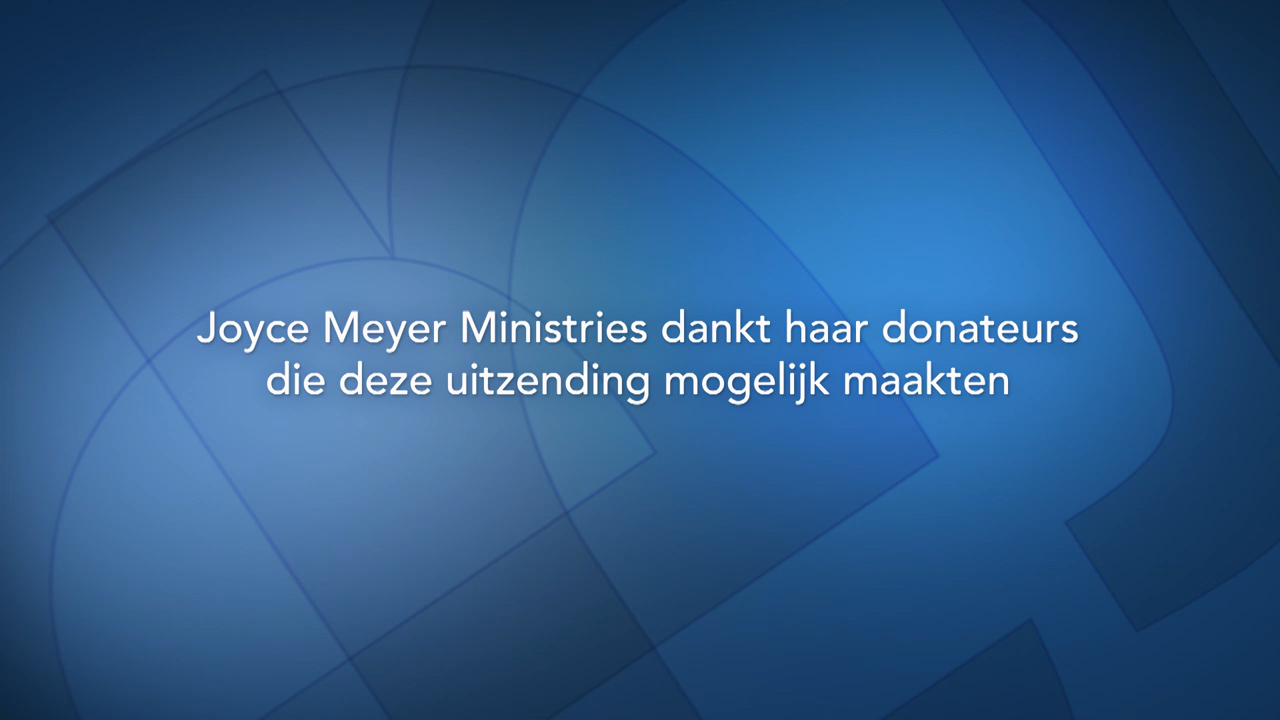 Joyce Meyer Ministries dankt haar donateurs
die deze uitzending mogelijk maakten